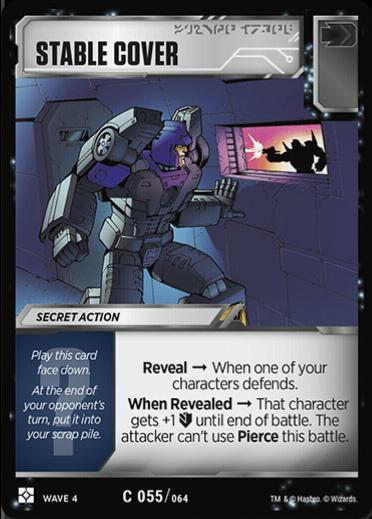 STABLE COVER
SECRET ACTION
Play this card
face down.
At the end of
your opponent's
turn, put it into
your scrap pile.
Reveal → When one of your
characters defends.
When Revealed → That character
gets +1 until end of battle. The
attacker can't use Pierce this battle.
WAVE 4
C 055/064
TM & © Hasbro. © Wizards.